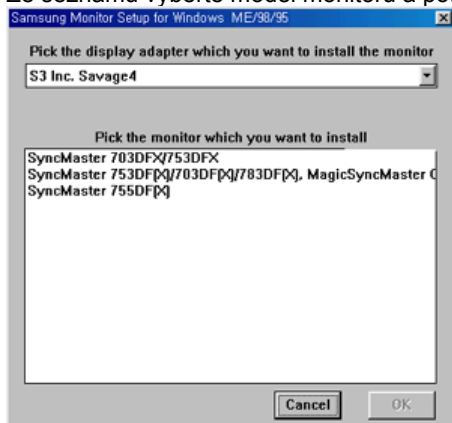 Samsung Monitor Setup for Windows ME/98/95
Pick the display adapter which you want to install the monitor
S3 Inc. Savage4
Pick the monitor which you want to install
SyncMaster 703DFX/753DFX
SyncMaster 753DF[X]/703DF[X]/783DF[X], MagicSyncMaster
SyncMaster 755DF[X]
Cancel OK